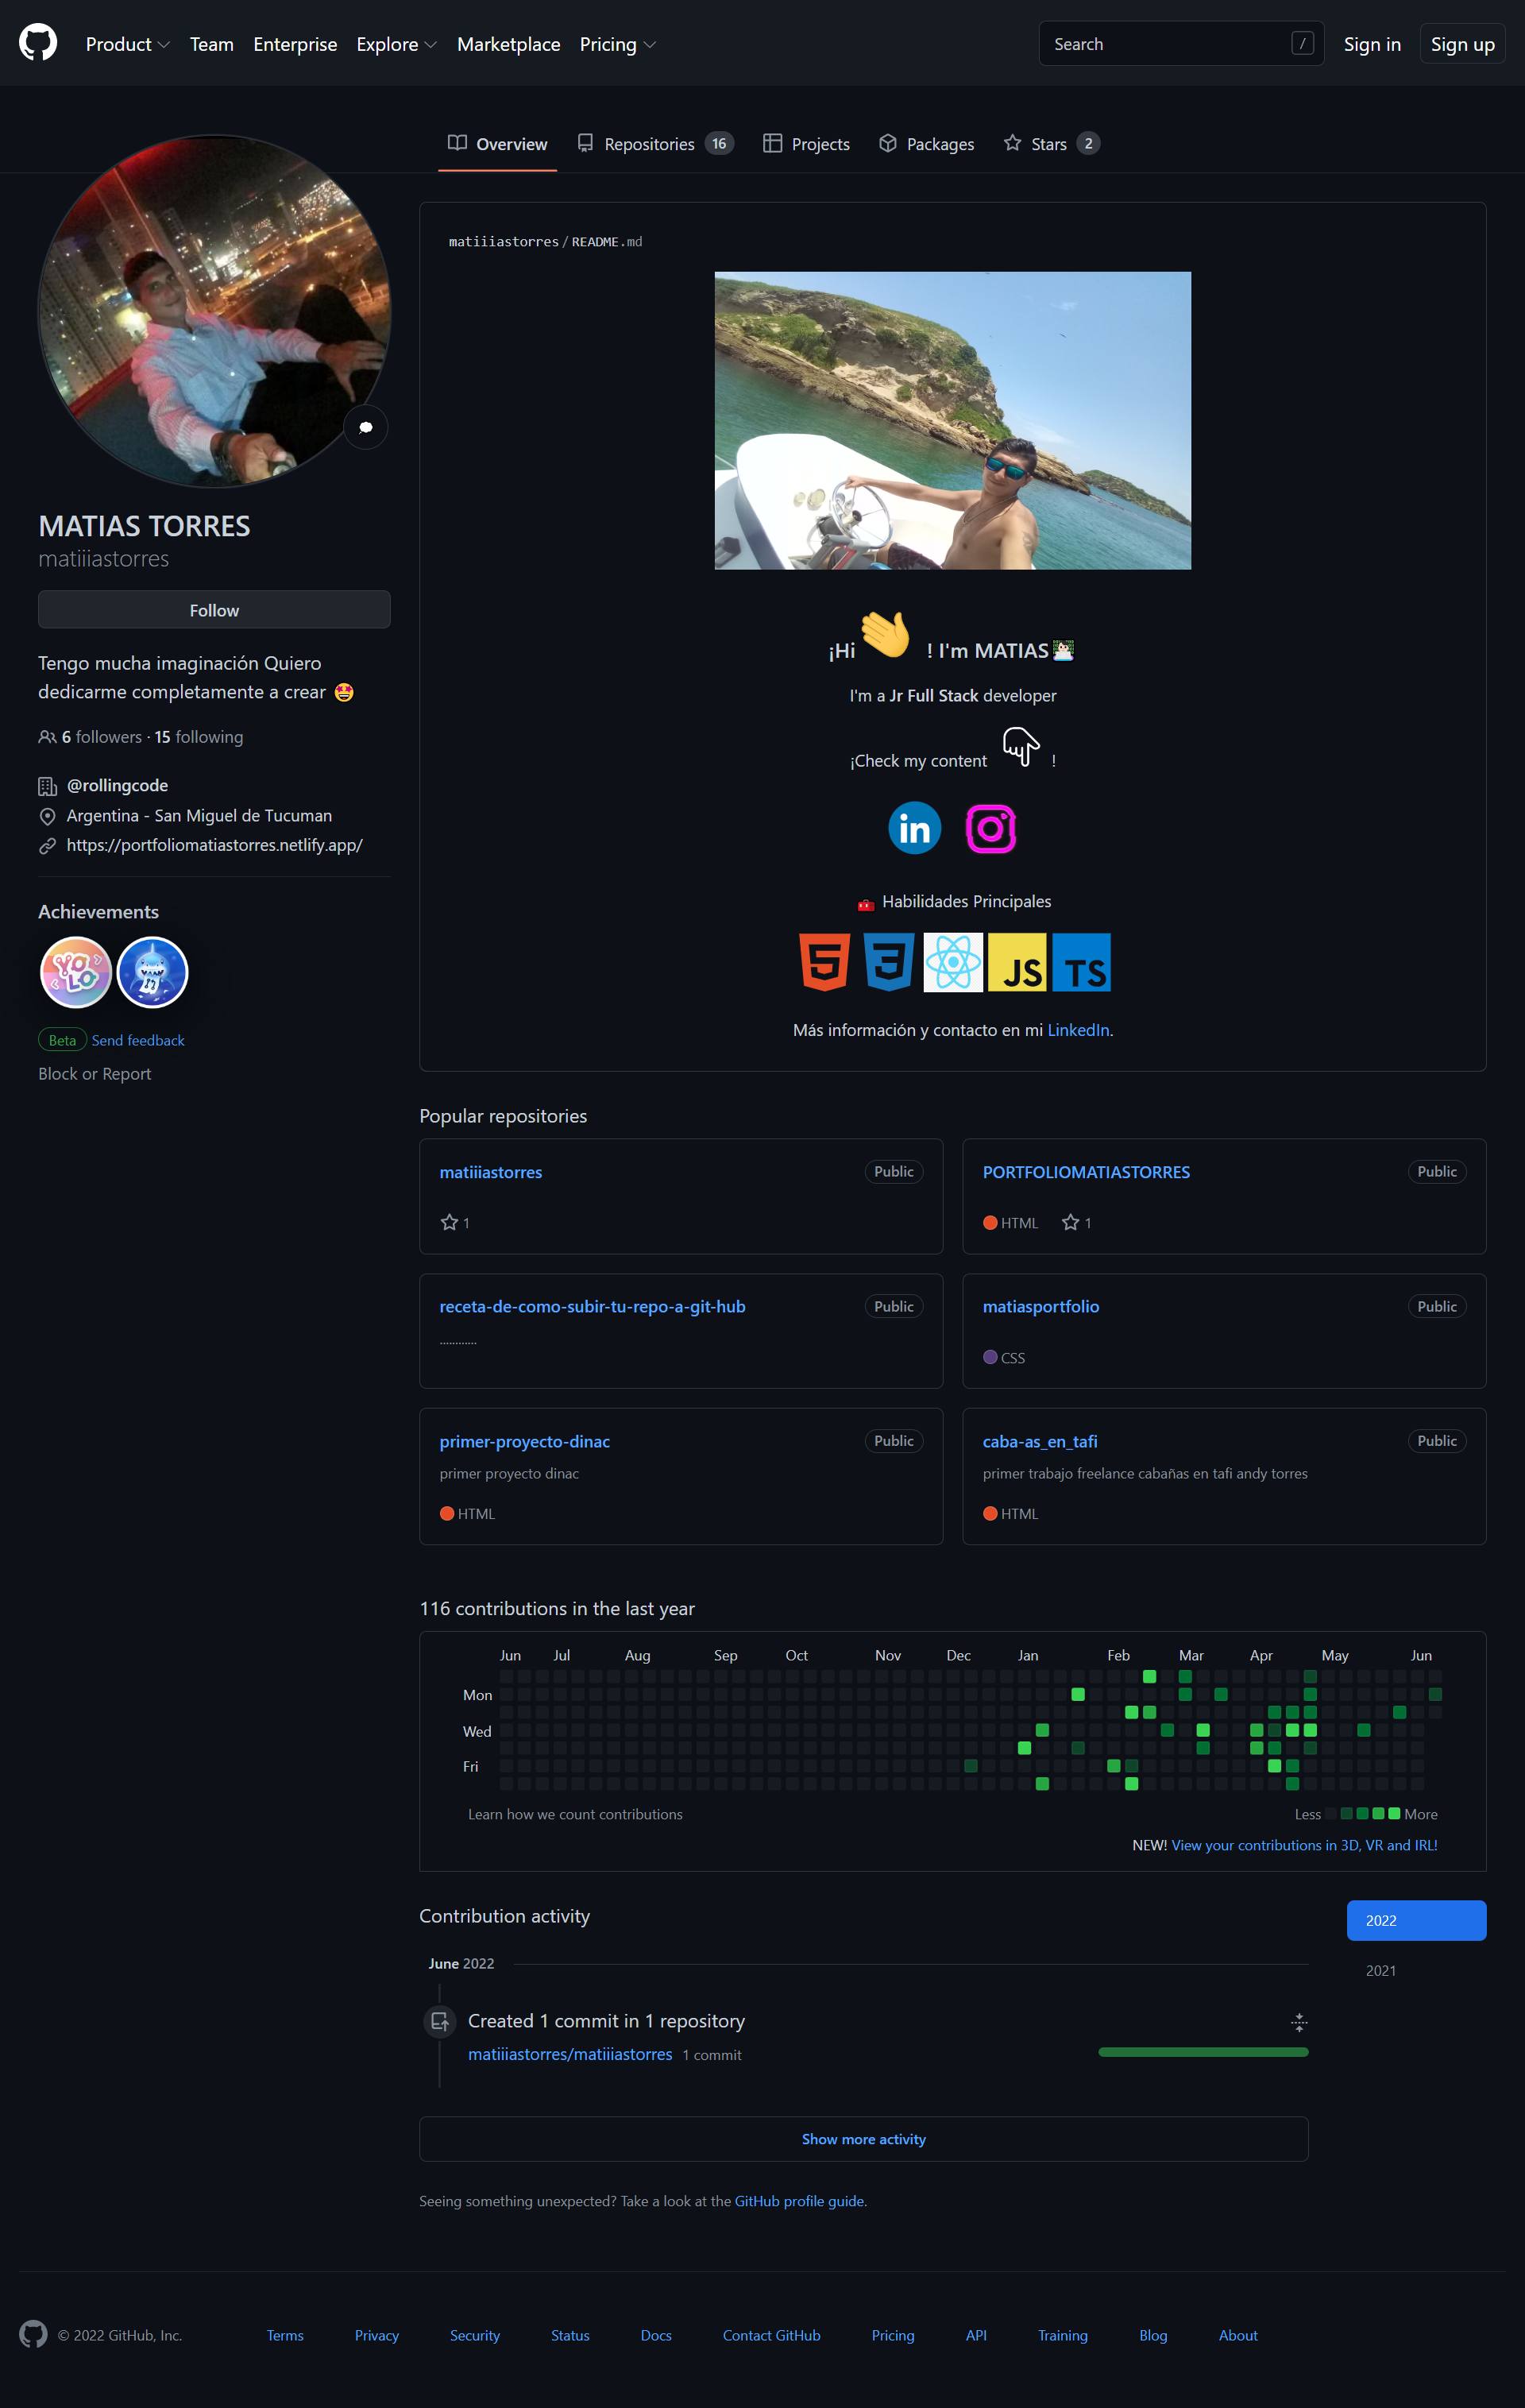 Product Team Enterprise Explore Marketplace Pricing Search / Sign in Sign up
Overview Repositories 16 Projects Packages Stars 2
MATIAS TORRES
matiiiastorres
Follow
Tengo mucha imaginación Quiero
dedicarme completamente a crear 🤩
6 followers · 15 following
@rollingcode
Argentina - San Miguel de Tucuman
https://portfoliomatiastorres.netlify.app/
Achievements
YOLO
Beta Send feedback
Block or Report
matiiiastorres/README.md
¡Hi 👋 ! I'm MATIAS
I'm a Jr Full Stack developer
¡Check my content !
in
🧰 Habilidades Principales
5 3 JS TS
Más información y contacto en mi LinkedIn.
Popular repositories
matiiiastorres Public
1
PORTFOLIOMATIASTORRES Public
HTML 1
receta-de-como-subir-tu-repo-a-git-hub Public
............
matiasportfolio Public
CSS
primer-proyecto-dinac Public
primer proyecto dinac
HTML
caba-as_en_tafi Public
primer trabajo freelance cabañas en tafi andy torres
HTML
116 contributions in the last year
Jun Jul Aug Sep Oct Nov Dec Jan Feb Mar Apr May Jun
Mon
Wed
Fri
Learn how we count contributions Less More
NEW! View your contributions in 3D, VR and IRL!
Contribution activity
2022
2021
June 2022
Created 1 commit in 1 repository
matiiiastorres/matiiiastorres 1 commit
Show more activity
Seeing something unexpected? Take a look at the GitHub profile guide.
© 2022 GitHub, Inc. Terms Privacy Security Status Docs Contact GitHub Pricing API Training Blog About